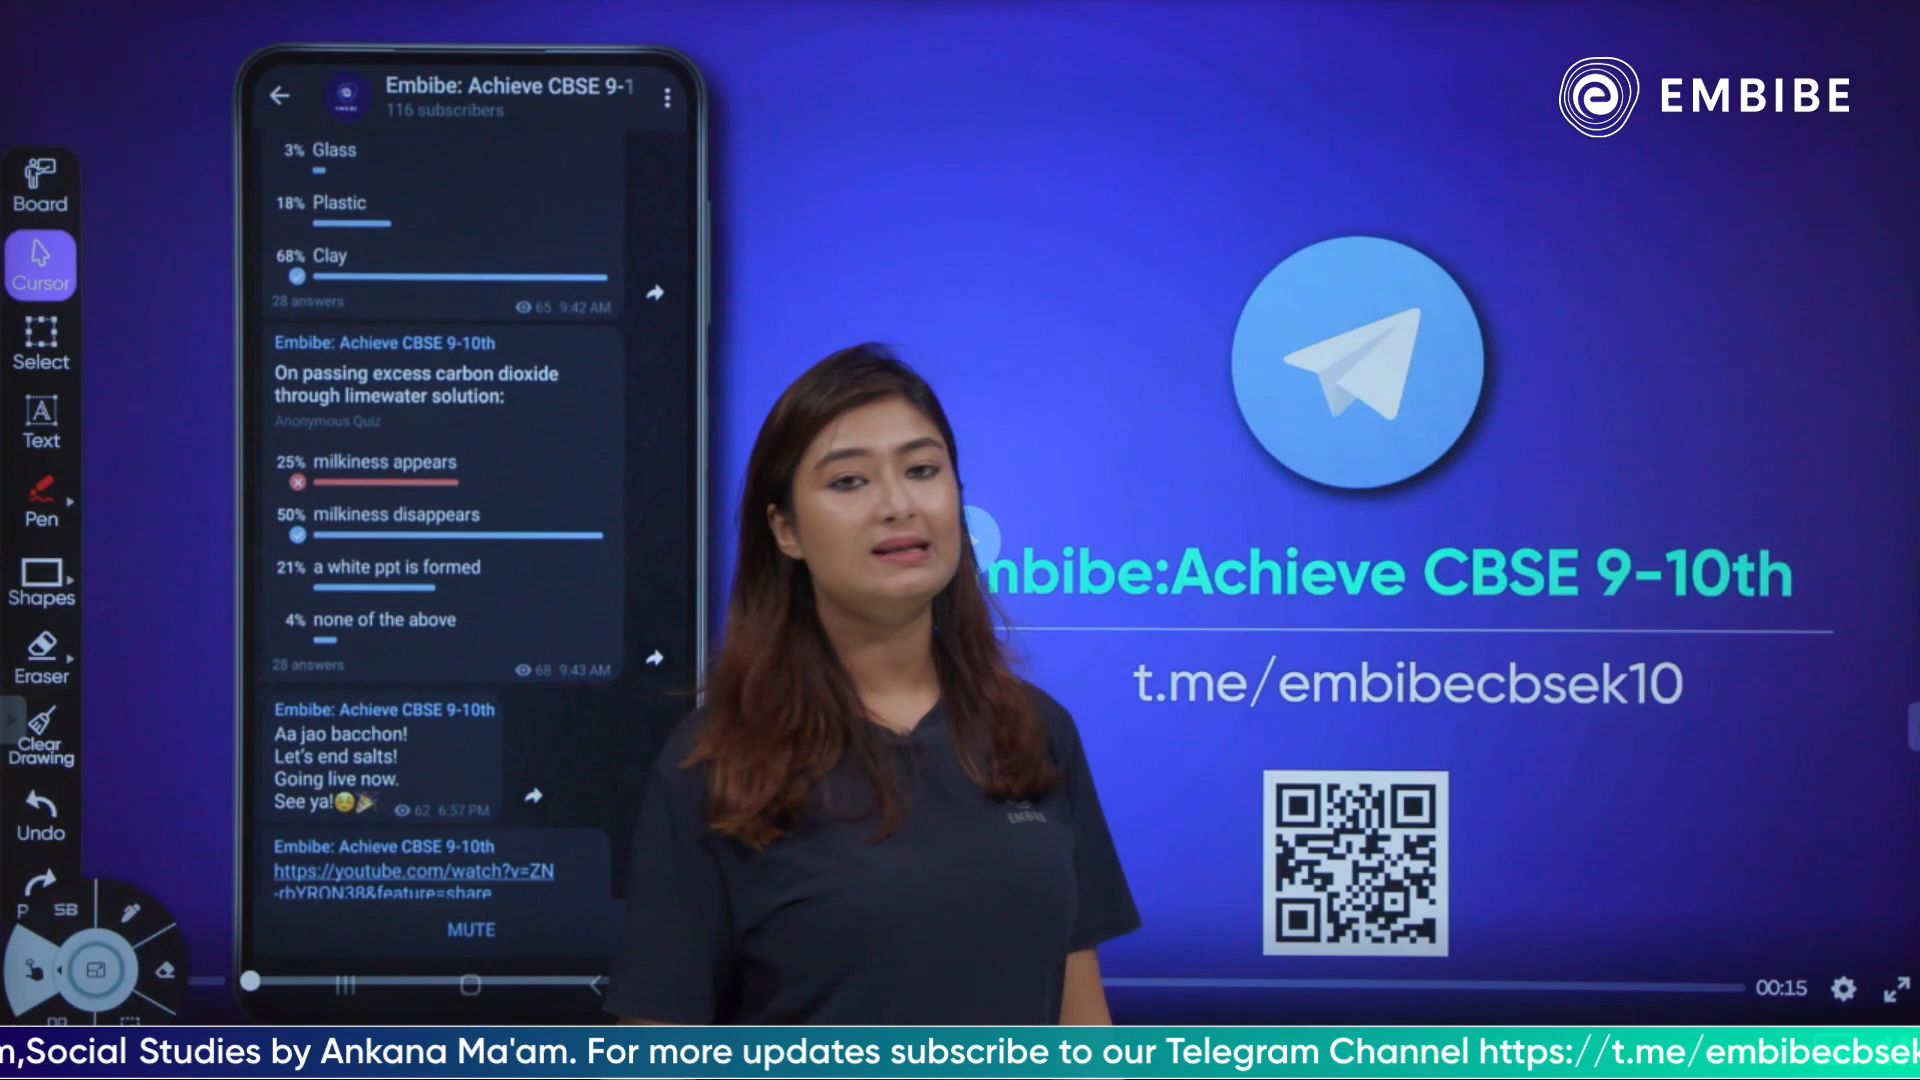 Embibe: Achieve CBSE 9-1
116 subscribers
3% Glass
18% Plastic
68% Clay
28 answers
65 9:42 AM
Embibe: Achieve CBSE 9-10th
On passing excess carbon dioxide
through limewater solution:
Anonymous Quiz
25% milkiness appears
50% milkiness disappears
21% a white ppt is formed
4% none of the above
28 answers
68 9:43 AM
Embibe: Achieve CBSE 9-10th
Aa jao bacchon!
Let's end salts!
Going live now.
See ya!
62 6:57 PM
Embibe: Achieve CBSE 9-10th
https://youtube.com/watch?v=ZN
MUTE
Board
Cursor
Select
A
Text
Pen
Shapes
Eraser
Clear
Drawing
Undo
P
SB
EMBIBE
mbibe:Achieve CBSE 9-10th
t.me/embibecbsek10
EMBIBE
00:15
m,Social Studies by Ankana Ma'am. For more updates subscribe to our Telegram Channel https://t.me/embibecbsek